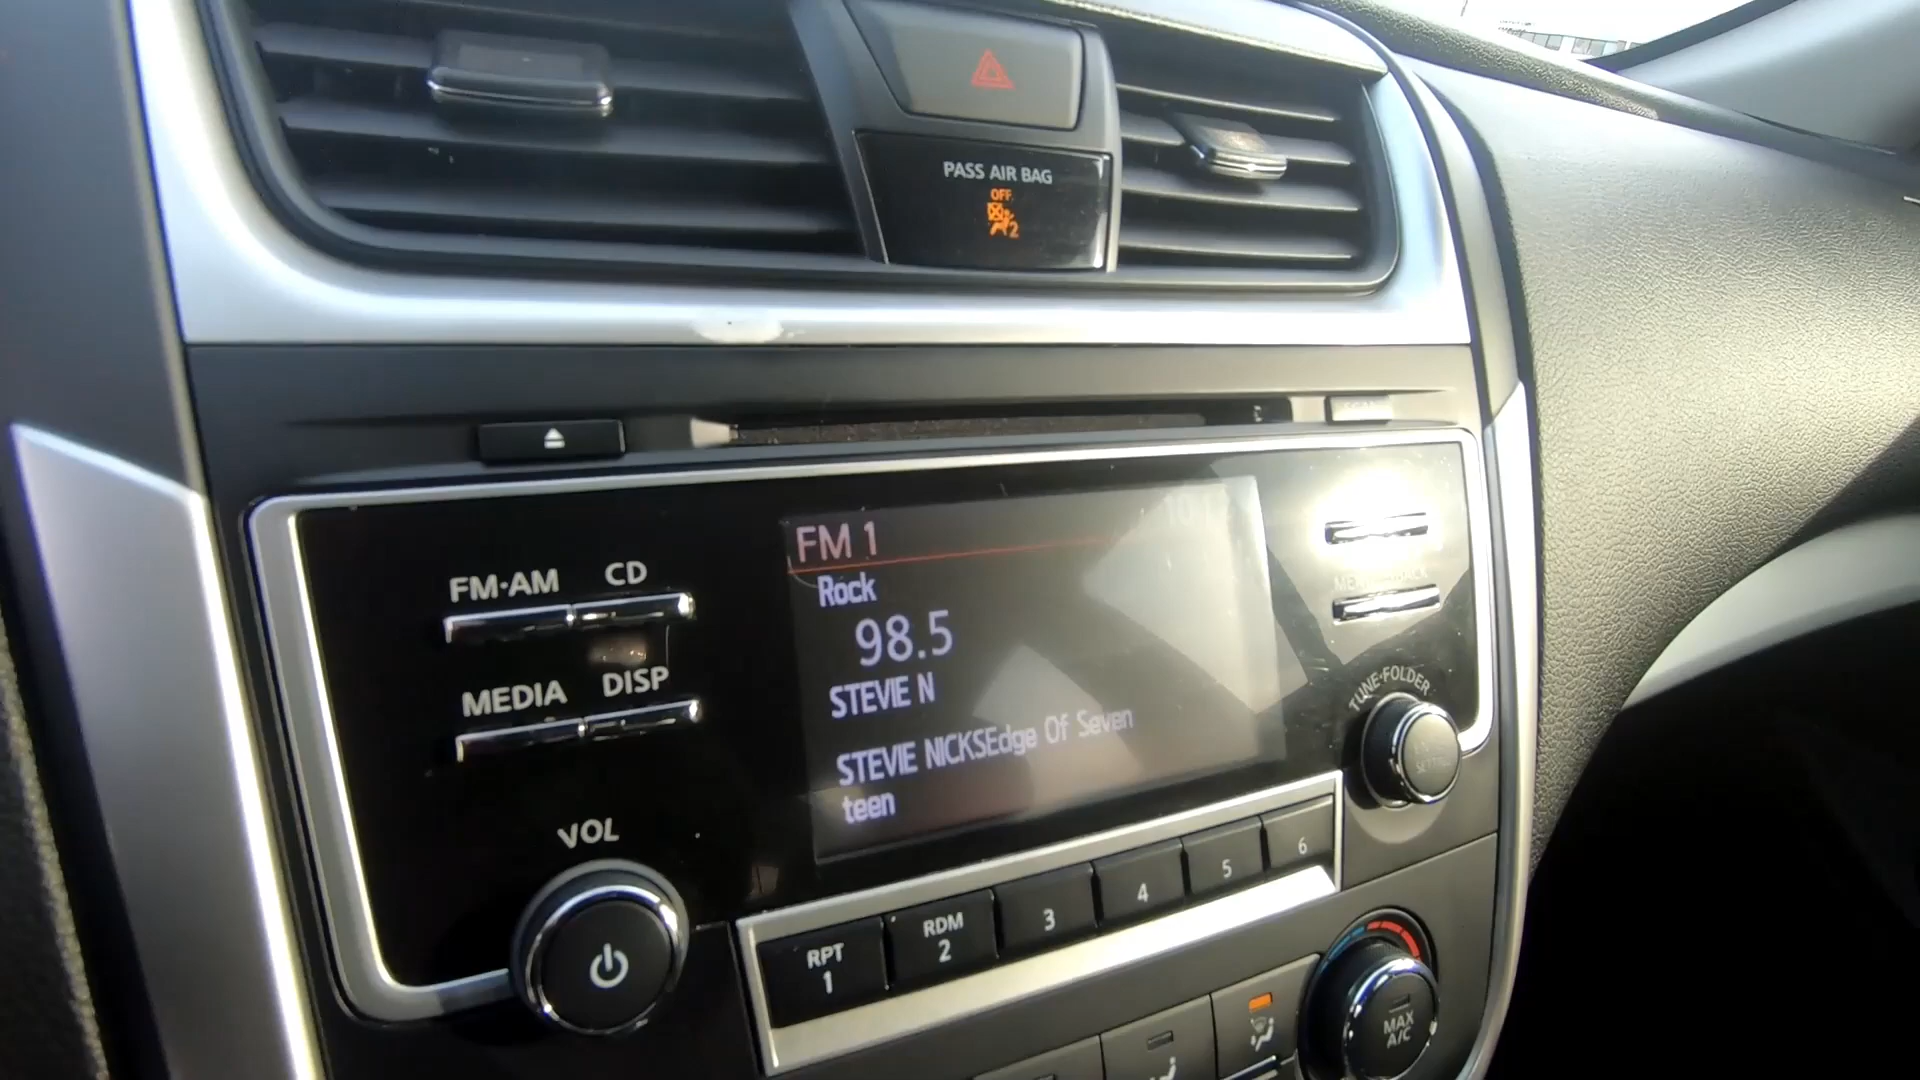 PASS AIR BAG
OFF
2
FM·AM
CD
MEDIA
DISP
VOL
FM 1
Rock
98.5
STEVIE N
STEVIE NICKSEdge Of Seven
teen
TUNE·FOLDER
RPT
1
RDM
2
3
4
5
6
MAX
A/C